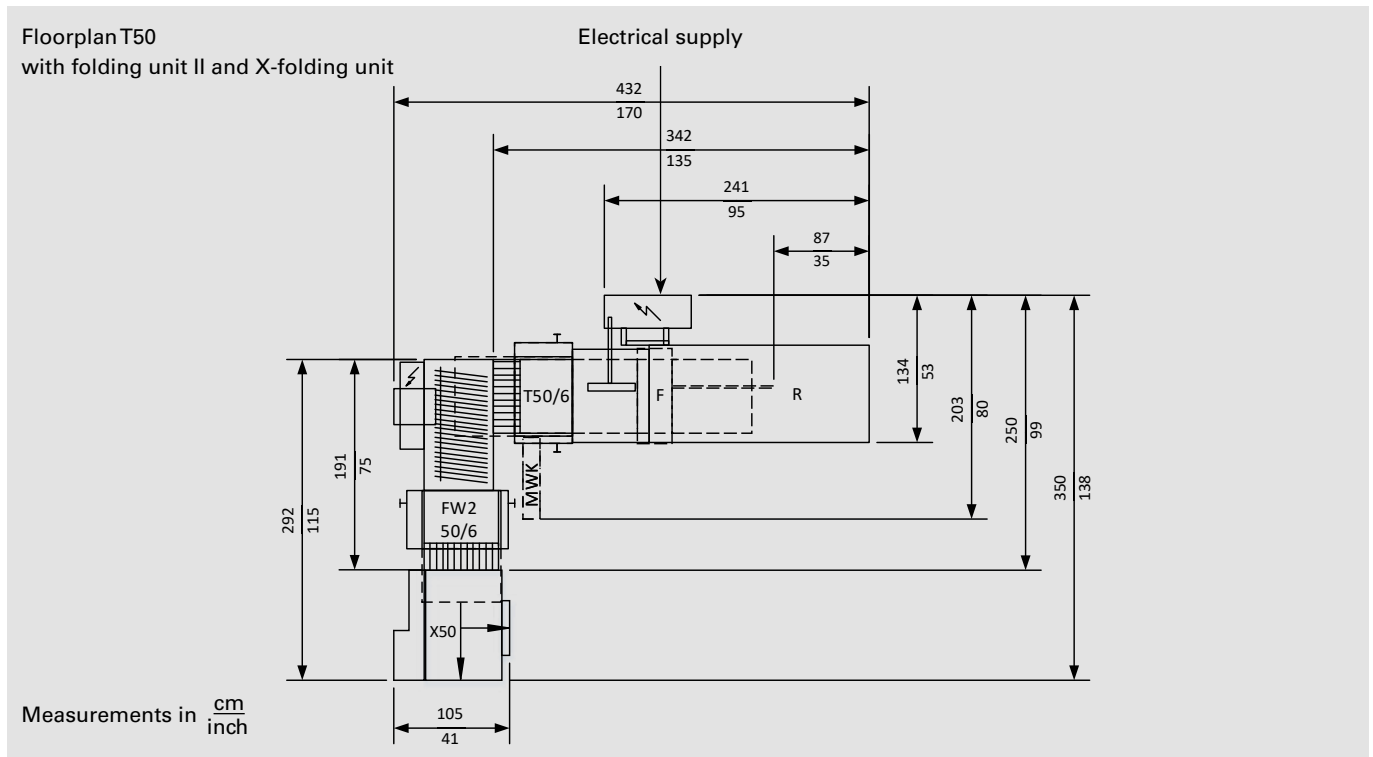 Floorplan T50
with folding unit II and X-folding unit
Electrical supply
432
170
342
135
241
95
87
35
T50/6
F
R
134
53
203
80
250
99
350
138
MWK
191
75
292
115
FW2
50/6
X50
105
41
Measurements in cm
inch